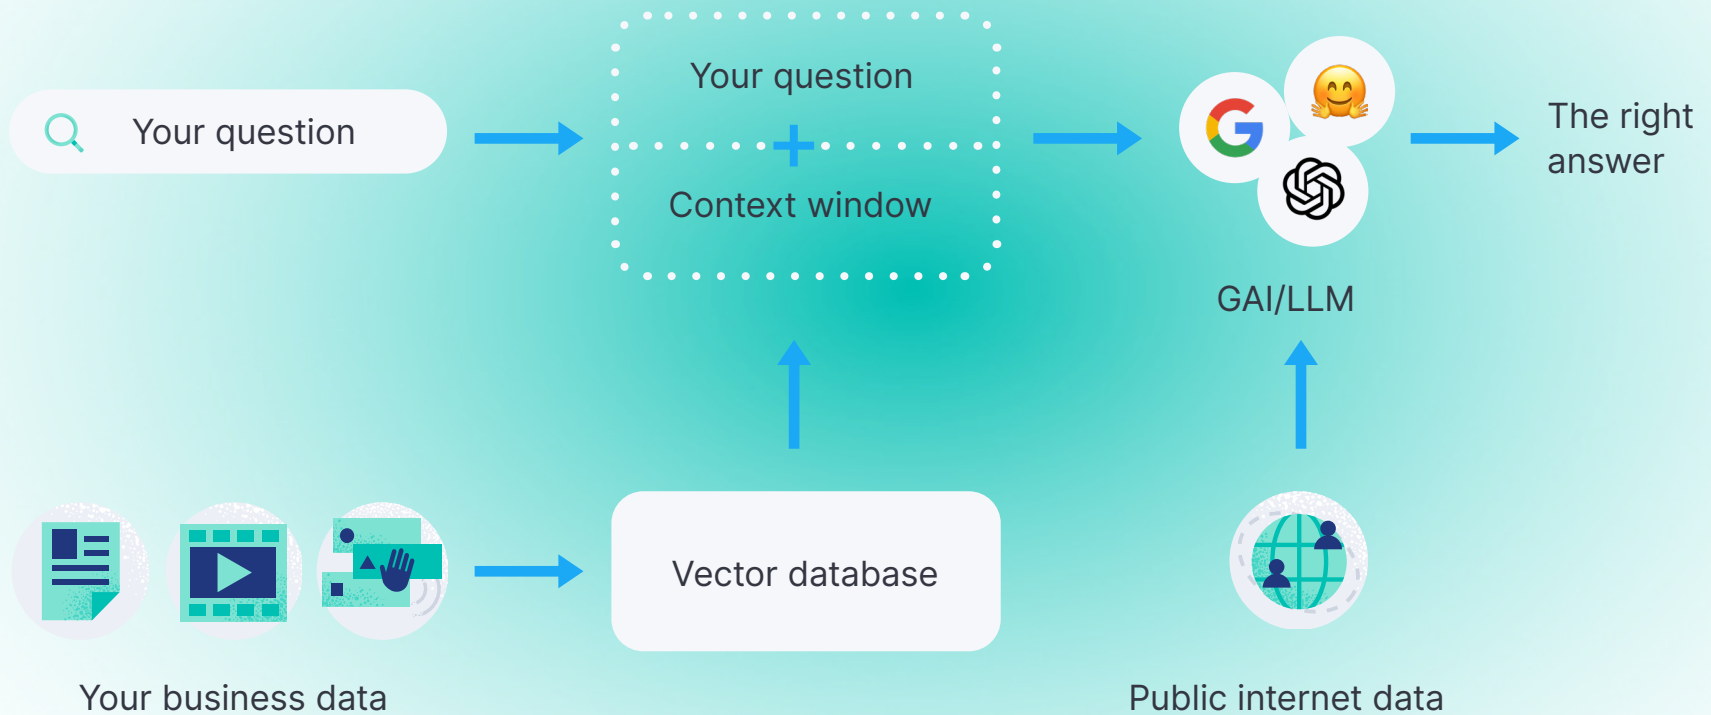 Your question
Your question
Context window
The right
answer
GAI/LLM
Vector database
Your business data
Public internet data